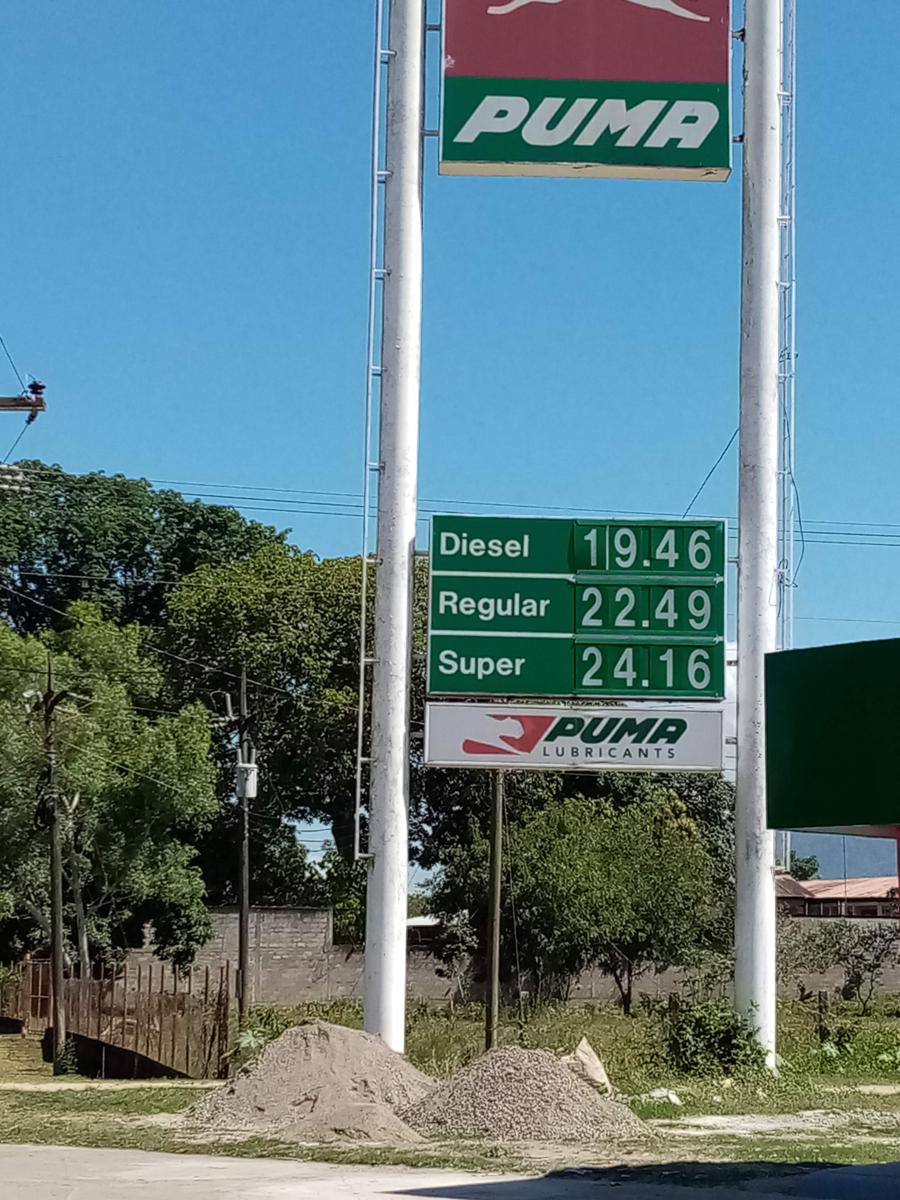 PUMA
Diesel 19.46
Regular 22.49
Super 24.16
PUMA
LUBRICANTS